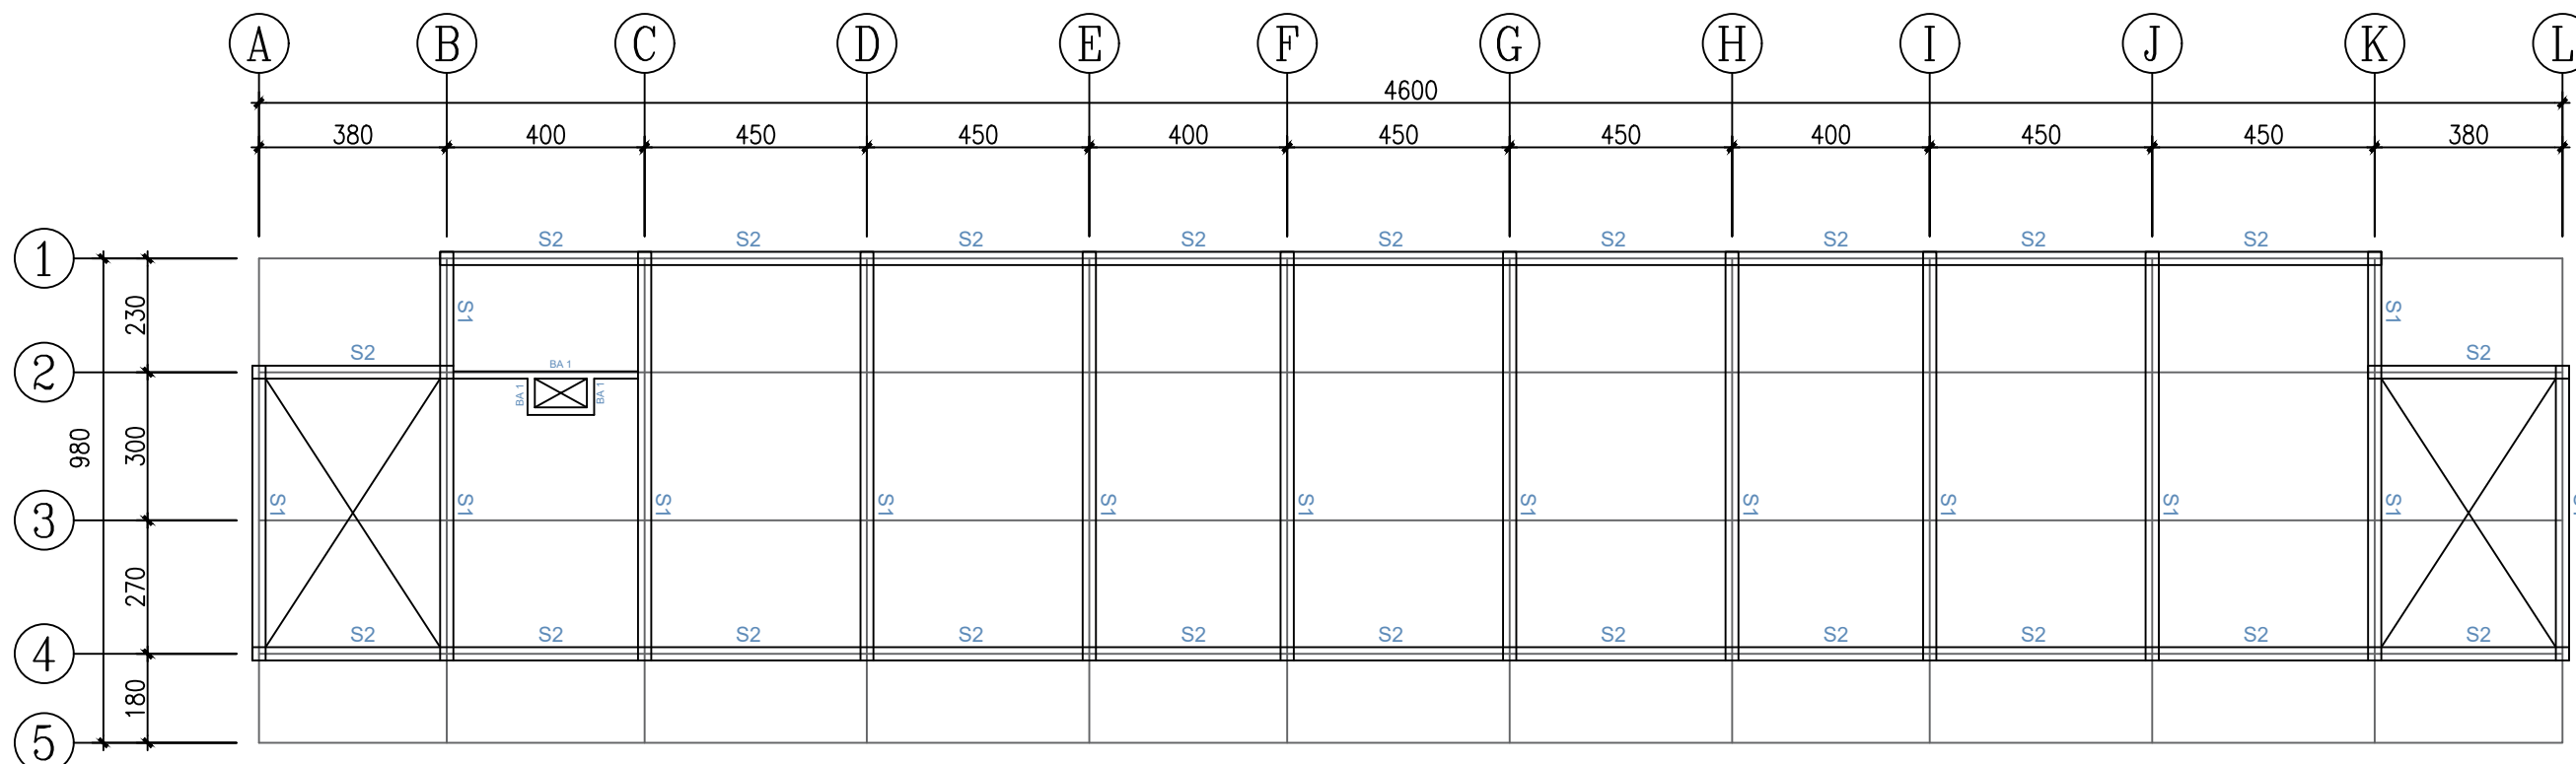 A B C D E F G H I J K L
4600
380 400 450 450 400 450 450 400 450 450 380
S2 S2 S2 S2 S2 S2 S2 S2 S2
1
230
S1 S1
S2 S2
2
BA 1
BA 1 BA 1
980
300
S1 S1 S1 S1 S1 S1 S1 S1 S1 S1 S1
3
270
S2 S2 S2 S2 S2 S2 S2 S2 S2 S2 S2
4
180
5